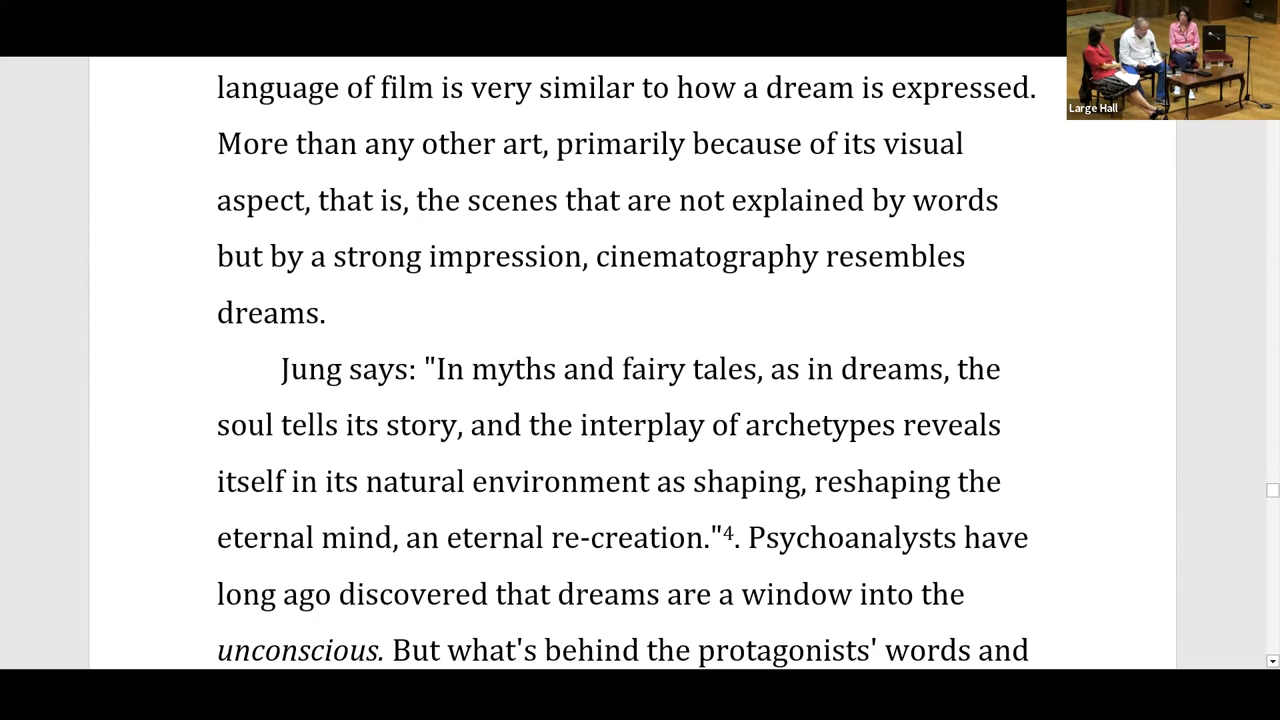 language of film is very similar to how a dream is expressed.
More than any other art, primarily because of its visual
aspect, that is, the scenes that are not explained by words
but by a strong impression, cinematography resembles
dreams.
Jung says: "In myths and fairy tales, as in dreams, the
soul tells its story, and the interplay of archetypes reveals
itself in its natural environment as shaping, reshaping the
eternal mind, an eternal re-creation."⁴. Psychoanalysts have
long ago discovered that dreams are a window into the
unconscious. But what's behind the protagonists' words and
Large Hall